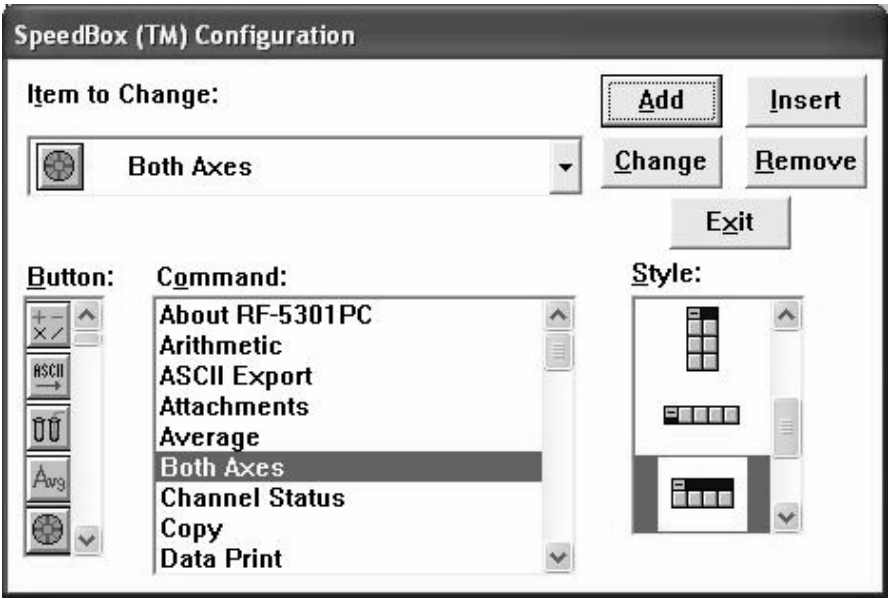 SpeedBox (TM) Configuration
Item to Change:
Add
Insert
Both Axes
Change
Remove
Exit
Button:
Command:
Style:
+ -
× /
ASCII
Avg
About RF-5301PC
Arithmetic
ASCII Export
Attachments
Average
Both Axes
Channel Status
Copy
Data Print